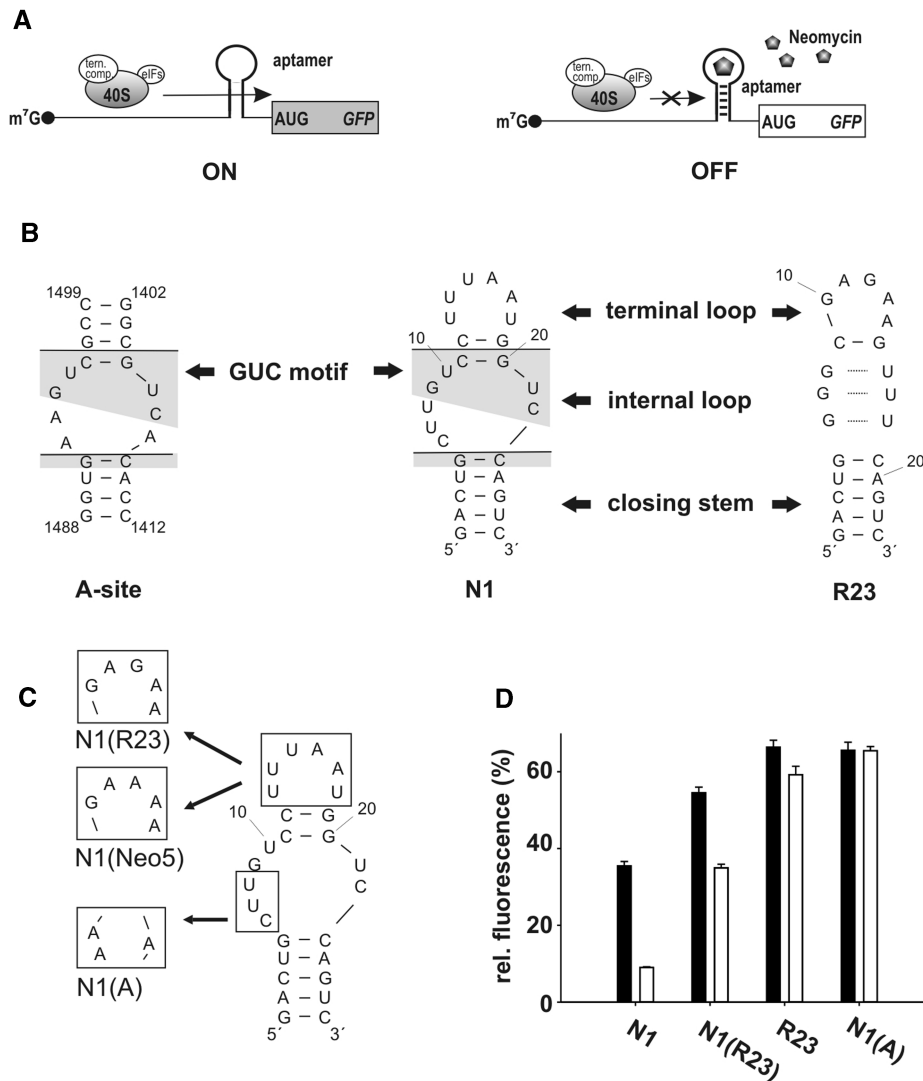 A
tern.
comp.
eIFs
40S
aptamer
m⁷G
AUG GFP
ON
tern.
comp.
eIFs
40S
Neomycin
aptamer
m⁷G
AUG GFP
OFF
B
1499 C – G 1402
C – G
G – C
C – G
U U
G C
A A
A
G – C
U – A
G – C
1488 G – C 1412
A-site
GUC motif
U A
U A
U U
C – G 20
10 C – G
U U
G C
U
U
C
G – C
U – A
C – G
A – U
G – C
5´ 3´
N1
terminal loop
internal loop
closing stem
10
A G
G A
A
C – G
G U
G U
G U
G – C
U – A 20
C – G
A – U
G – C
5´ 3´
R23
C
A G
G A
A
N1(R23)
A A
G A
A
N1(Neo5)
A
A A
N1(A)
U A
U A
U U
10 C – G 20
C – G
U U
G C
U
U
C
G – C
U – A
C – G
A – U
G – C
5´ 3´
D
rel. fluorescence (%)
60
40
20
0
N1
N1(R23)
R23
N1(A)